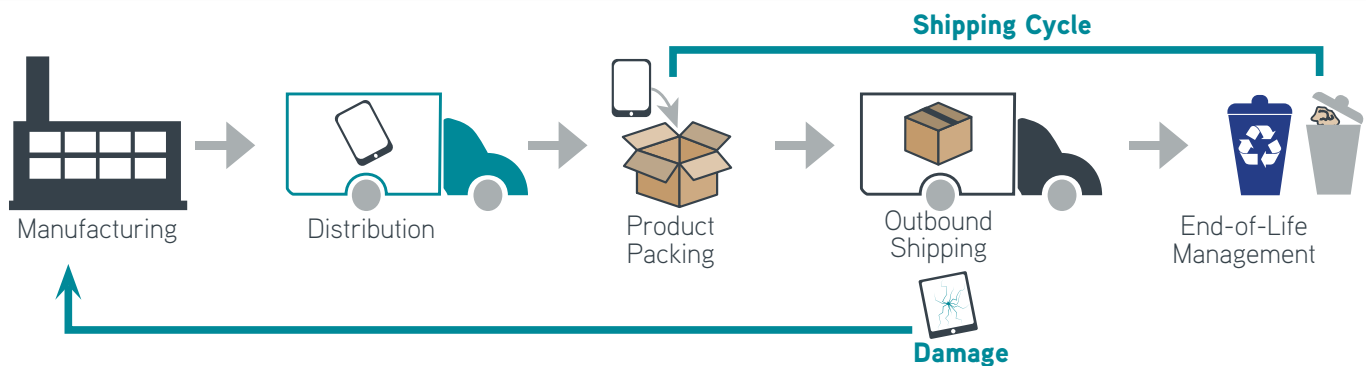 Shipping Cycle
Manufacturing
Distribution
Product
Packing
Outbound
Shipping
End-of-Life
Management
Damage